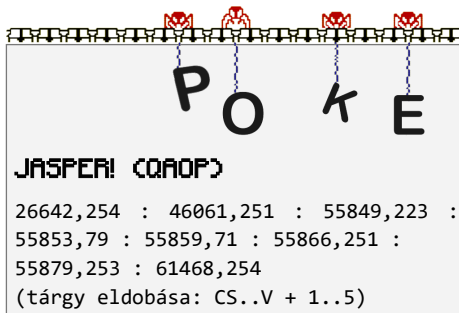 POKE
JASPER! (QAOP)
26642,254 : 46061,251 : 55849,223 :
55853,79 : 55859,71 : 55866,251 :
55879,253 : 61468,254
(tárgy eldobása: CS..V + 1..5)